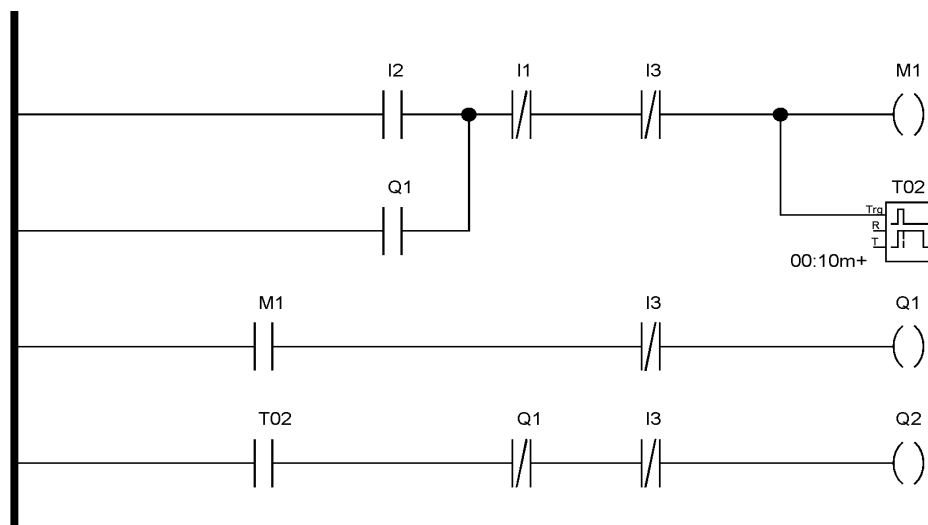 I2 I1 I3 M1
Q1 T02
Trg
R
T
00:10m+
M1 I3 Q1
T02 Q1 I3 Q2